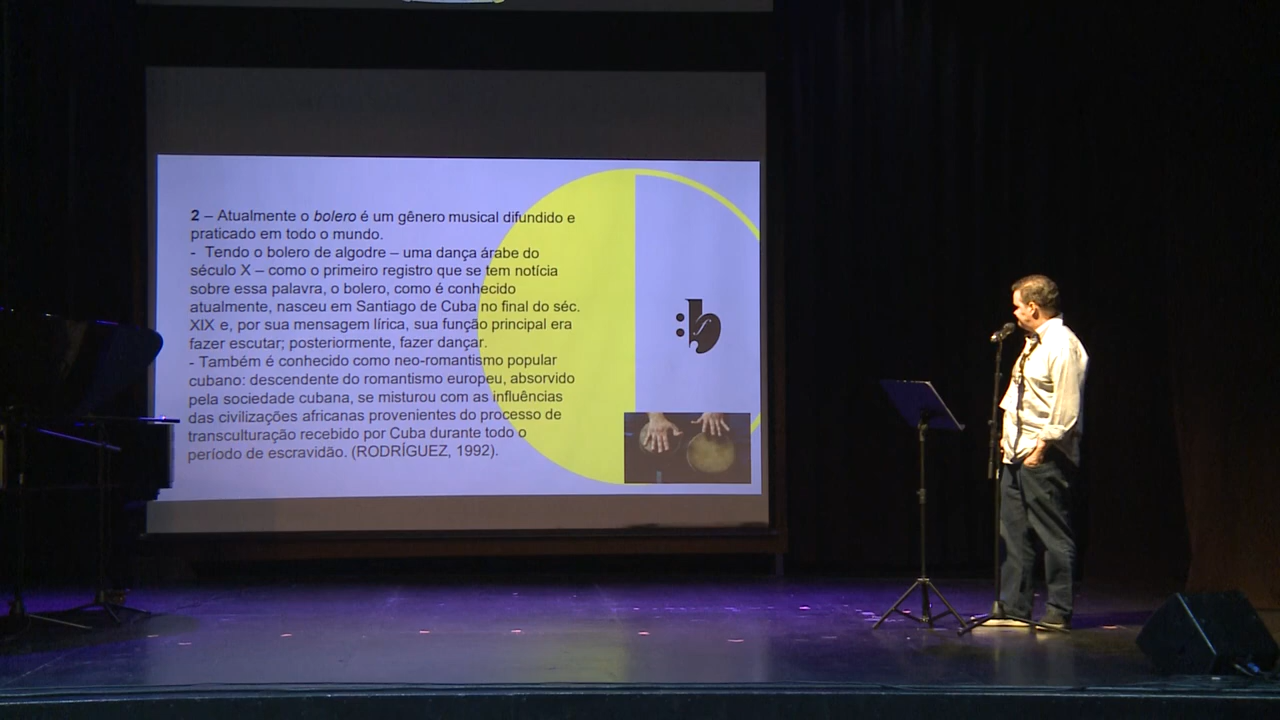 2 – Atualmente o bolero é um gênero musical difundido e
praticado em todo o mundo.
- Tendo o bolero de algodre – uma dança árabe do
século X – como o primeiro registro que se tem notícia
sobre essa palavra, o bolero, como é conhecido
atualmente, nasceu em Santiago de Cuba no final do séc.
XIX e, por sua mensagem lírica, sua função principal era
fazer escutar; posteriormente, fazer dançar.
- Também é conhecido como neo-romantismo popular
cubano: descendente do romantismo europeu, absorvido
pela sociedade cubana, se misturou com as influências
das civilizações africanas provenientes do processo de
transculturação recebido por Cuba durante todo o
período de escravidão. (RODRÍGUEZ, 1992).